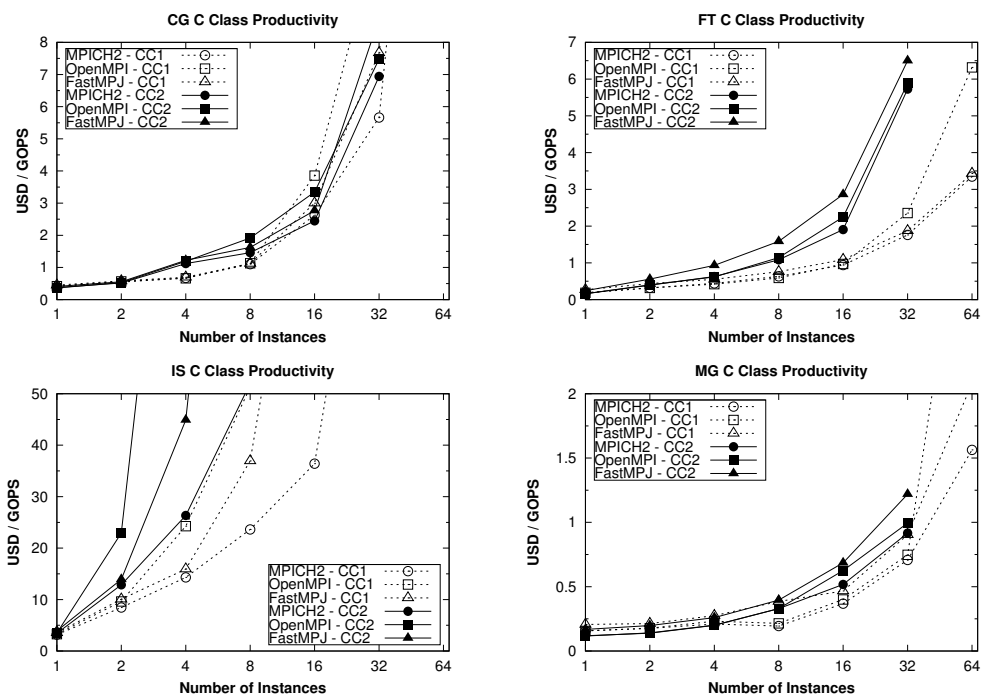 CG C Class Productivity
8
7
6
5
4
3
2
1
0
USD / GOPS
MPICH2 - CC1
OpenMPI - CC1
FastMPJ - CC1
MPICH2 - CC2
OpenMPI - CC2
FastMPJ - CC2
1 2 4 8 16 32 64
Number of Instances
FT C Class Productivity
7
6
5
4
3
2
1
0
USD / GOPS
MPICH2 - CC1
OpenMPI - CC1
FastMPJ - CC1
MPICH2 - CC2
OpenMPI - CC2
FastMPJ - CC2
1 2 4 8 16 32 64
Number of Instances
IS C Class Productivity
50
40
30
20
10
0
USD / GOPS
MPICH2 - CC1
OpenMPI - CC1
FastMPJ - CC1
MPICH2 - CC2
OpenMPI - CC2
FastMPJ - CC2
1 2 4 8 16 32 64
Number of Instances
MG C Class Productivity
2
1.5
1
0.5
0
USD / GOPS
MPICH2 - CC1
OpenMPI - CC1
FastMPJ - CC1
MPICH2 - CC2
OpenMPI - CC2
FastMPJ - CC2
1 2 4 8 16 32 64
Number of Instances